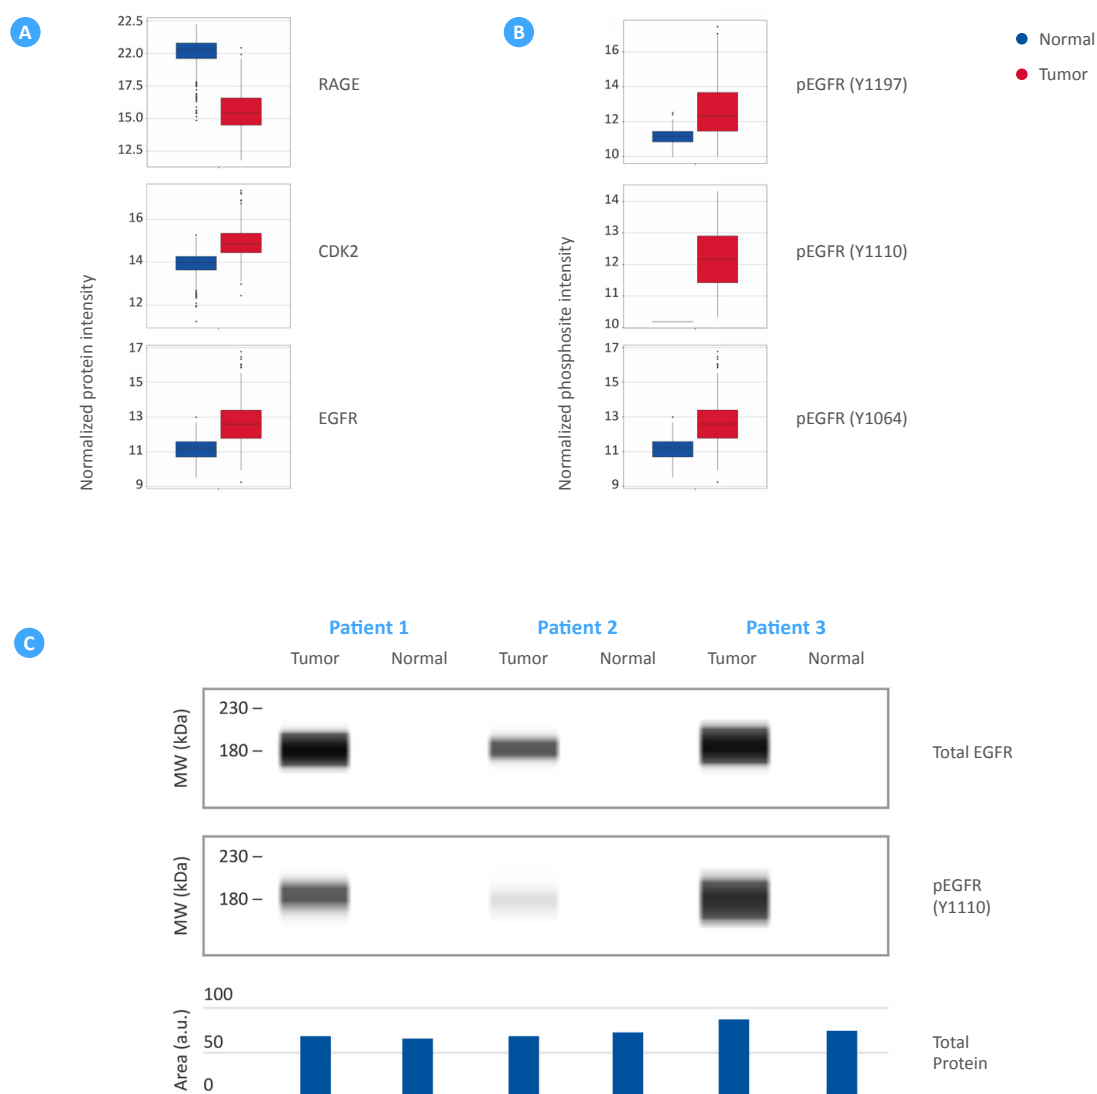 A
22.5
22.0
17.5
15.0
12.5
RAGE
16
14
12
CDK2
17
15
13
11
9
EGFR
Normalized protein intensity
B
16
14
12
10
pEGFR (Y1197)
14
13
12
11
10
pEGFR (Y1110)
17
15
13
11
9
pEGFR (Y1064)
Normalized phosphosite intensity
Normal
Tumor
C
Patient 1 Patient 2 Patient 3
Tumor Normal Tumor Normal Tumor Normal
MW (kDa)
230 –
180 –
Total EGFR
MW (kDa)
230 –
180 –
pEGFR
(Y1110)
Area (a.u.)
100
50
0
Total
Protein